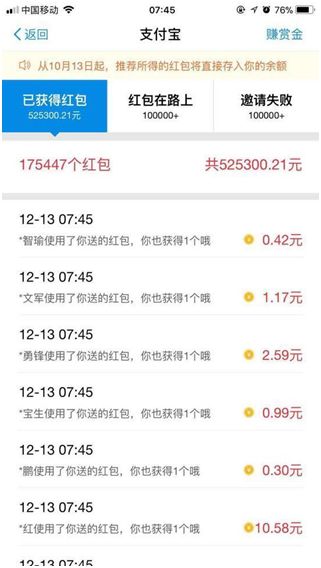 中国移动 07:45 76%
返回 支付宝 赚赏金
从10月13日起，推荐所得的红包将直接存入你的余额
已获得红包 红包在路上 邀请失败
525300.21元 100000+ 100000+
175447个红包 共525300.21元
12-13 07:45
*智瑜使用了你送的红包，你也获得1个哦 0.42元
12-13 07:45
*文军使用了你送的红包，你也获得1个哦 1.17元
12-13 07:45
*勇锋使用了你送的红包，你也获得1个哦 2.59元
12-13 07:45
*宝生使用了你送的红包，你也获得1个哦 0.99元
12-13 07:45
*鹏使用了你送的红包，你也获得1个哦 0.30元
12-13 07:45
*红使用了你送的红包，你也获得1个哦 10.58元
12-13 07:45